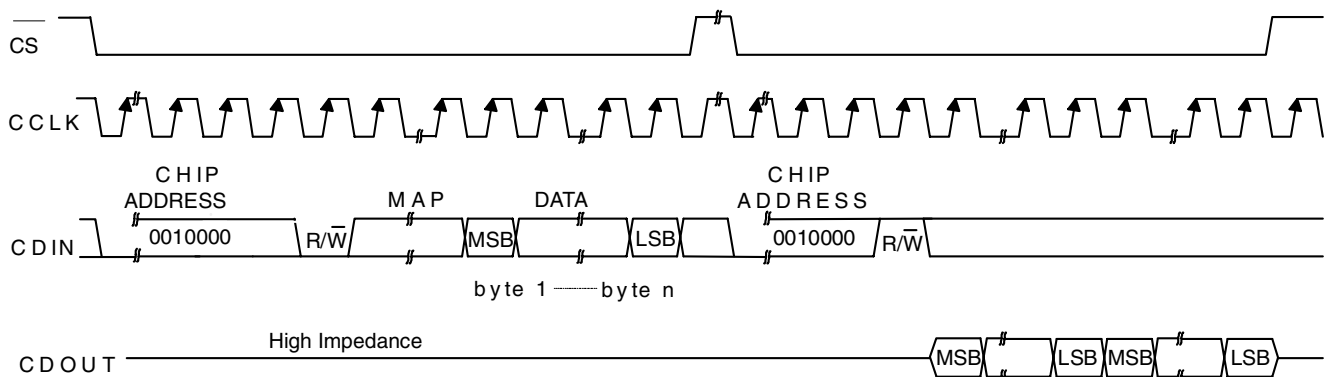 CS
CCLK
CHIP
ADDRESS
MAP
DATA
CHIP
ADDRESS
CDIN
0010000
R/W
MSB
LSB
0010000
R/W
byte 1
byte n
High Impedance
CDOUT
MSB
LSB
MSB
LSB